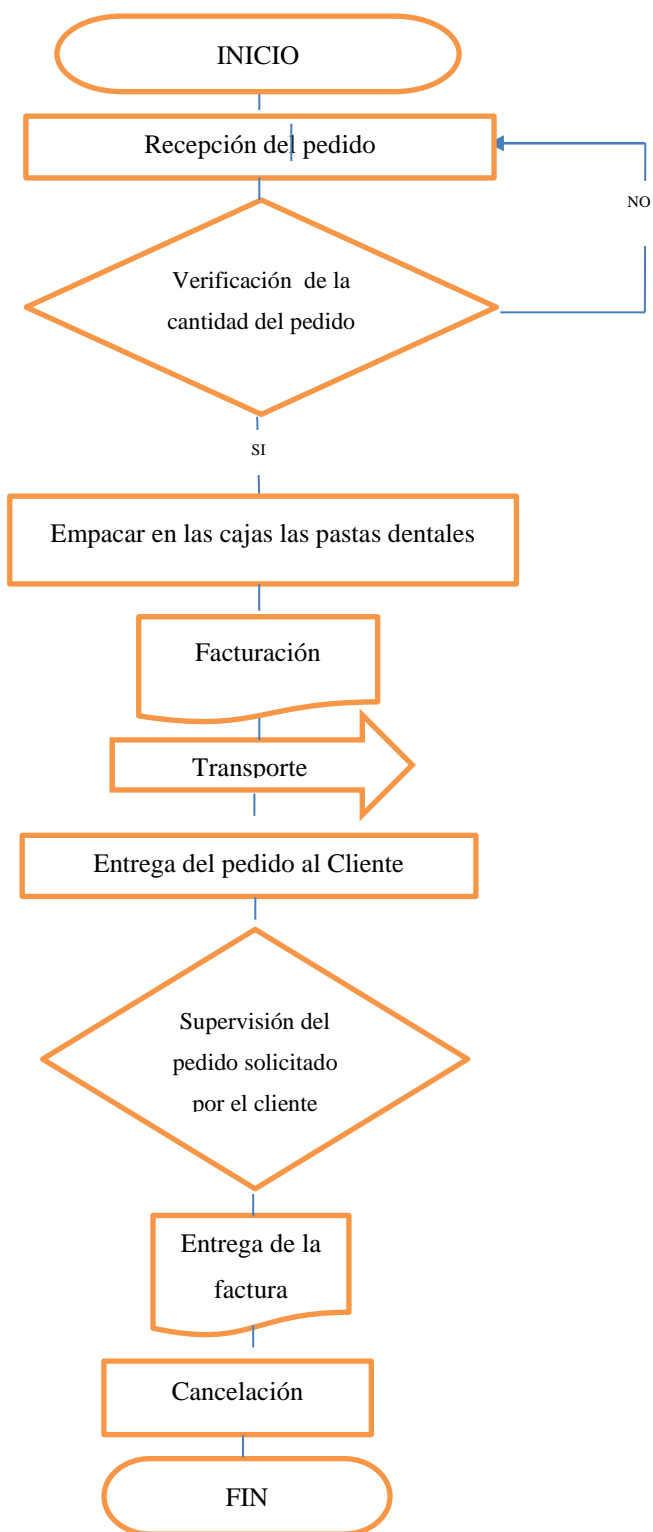 INICIO
Recepción del pedido
NO
Verificación de la
cantidad del pedido
SI
Empacar en las cajas las pastas dentales
Facturación
Transporte
Entrega del pedido al Cliente
Supervisión del
pedido solicitado
por el cliente
Entrega de la
factura
Cancelación
FIN